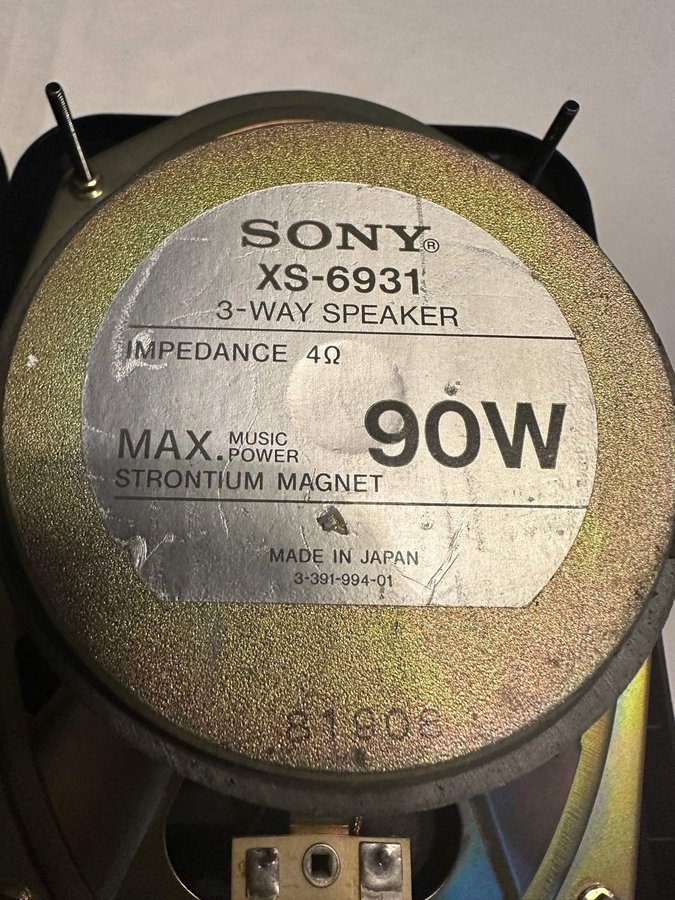 SONY®
XS-6931
3-WAY SPEAKER
IMPEDANCE 4Ω
MAX. MUSIC POWER 90W
STRONTIUM MAGNET
MADE IN JAPAN
3-391-994-01
81906